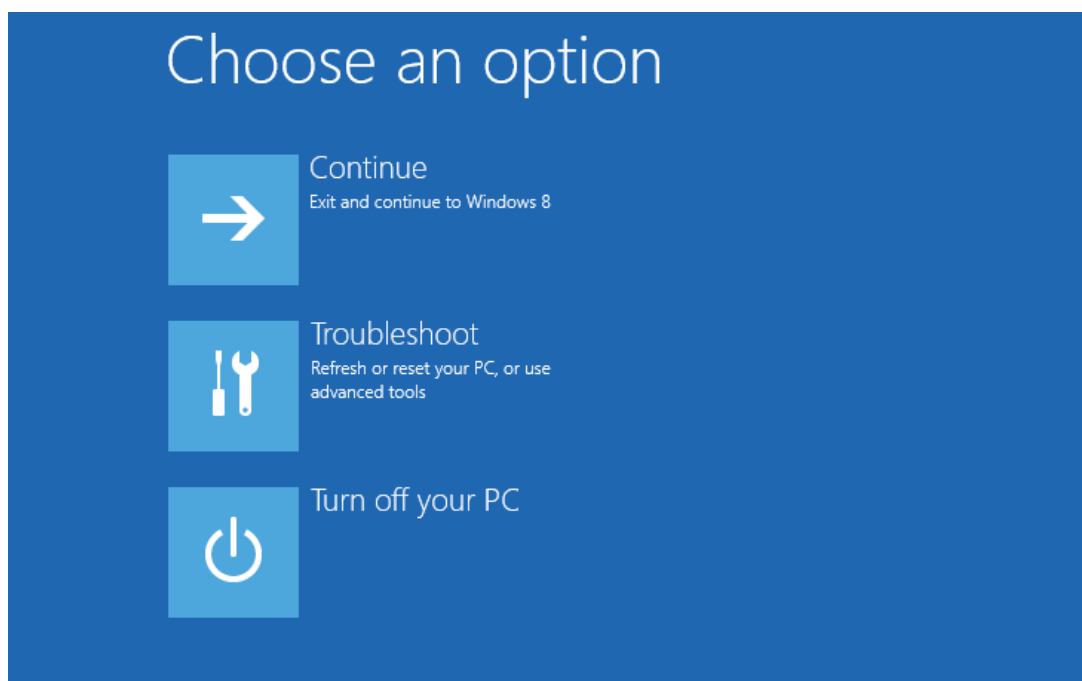 Choose an option
Continue
Exit and continue to Windows 8
Troubleshoot
Refresh or reset your PC, or use
advanced tools
Turn off your PC